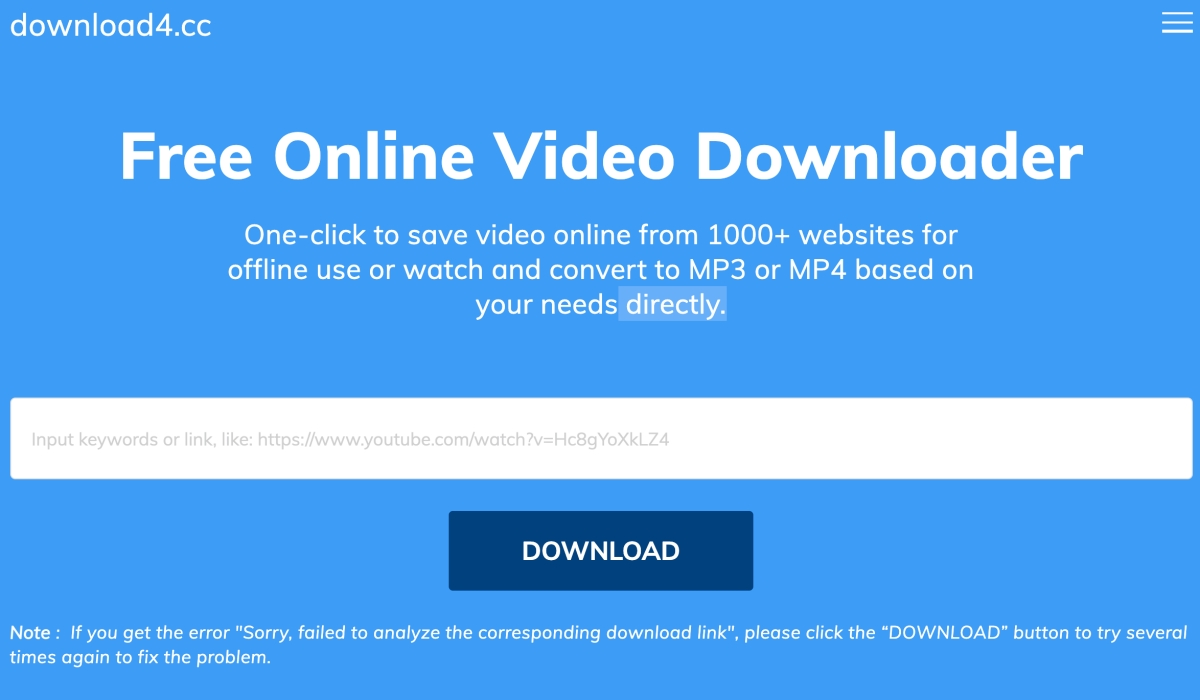 download4.cc
Free Online Video Downloader
One-click to save video online from 1000+ websites for
offline use or watch and convert to MP3 or MP4 based on
your needs directly.
Input keywords or link, like: https://www.youtube.com/watch?v=Hc8gYoXkLZ4
DOWNLOAD
Note :  If you get the error "Sorry, failed to analyze the corresponding download link", please click the “DOWNLOAD” button to try several
times again to fix the problem.